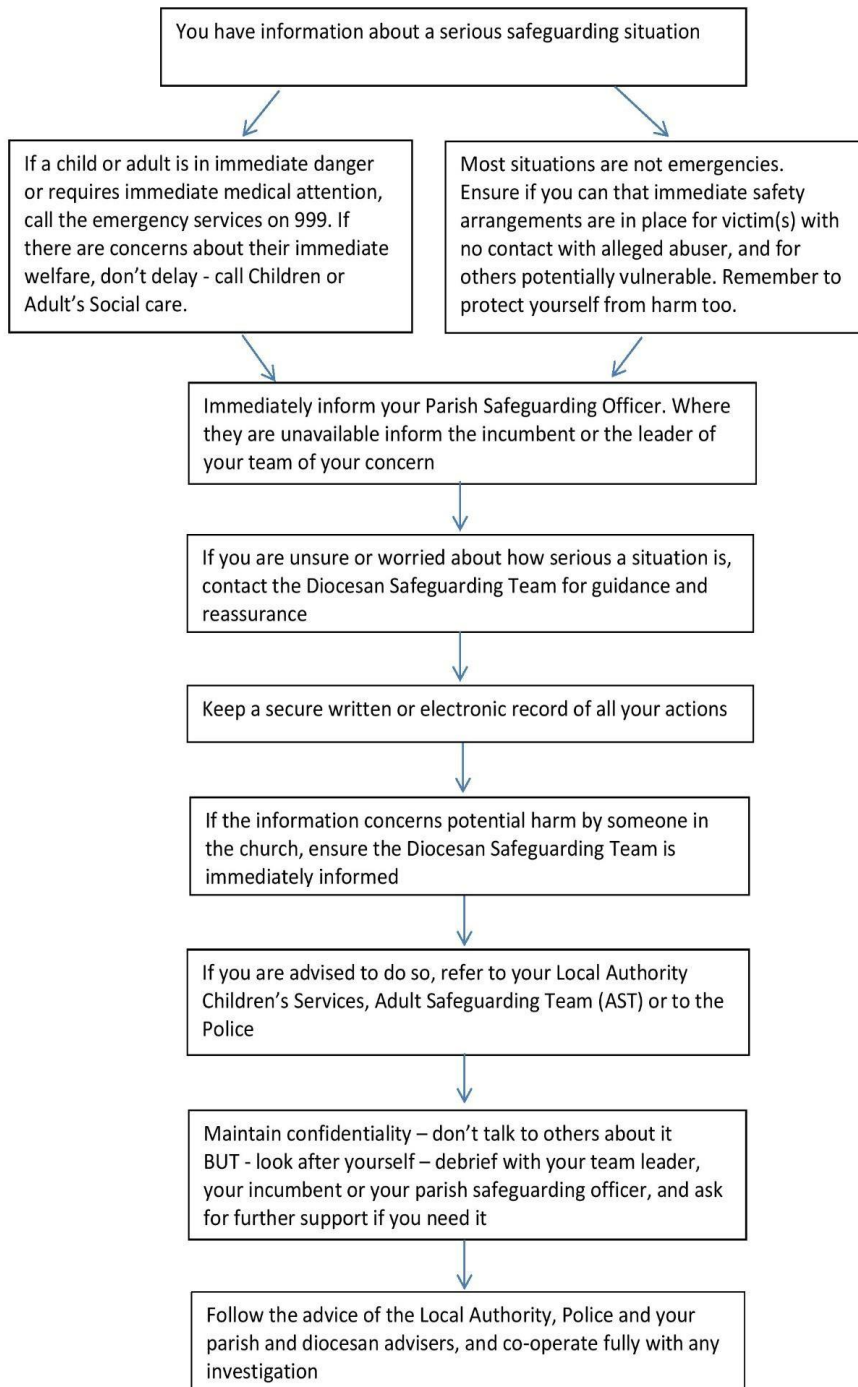 You have information about a serious safeguarding situation
If a child or adult is in immediate danger
or requires immediate medical attention,
call the emergency services on 999. If
there are concerns about their immediate
welfare, don’t delay - call Children or
Adult’s Social care.
Most situations are not emergencies.
Ensure if you can that immediate safety
arrangements are in place for victim(s) with
no contact with alleged abuser, and for
others potentially vulnerable. Remember to
protect yourself from harm too.
Immediately inform your Parish Safeguarding Officer. Where
they are unavailable inform the incumbent or the leader of
your team of your concern
If you are unsure or worried about how serious a situation is,
contact the Diocesan Safeguarding Team for guidance and
reassurance
Keep a secure written or electronic record of all your actions
If the information concerns potential harm by someone in
the church, ensure the Diocesan Safeguarding Team is
immediately informed
If you are advised to do so, refer to your Local Authority
Children’s Services, Adult Safeguarding Team (AST) or to the
Police
Maintain confidentiality – don’t talk to others about it
BUT - look after yourself – debrief with your team leader,
your incumbent or your parish safeguarding officer, and ask
for further support if you need it
Follow the advice of the Local Authority, Police and your
parish and diocesan advisers, and co-operate fully with any
investigation